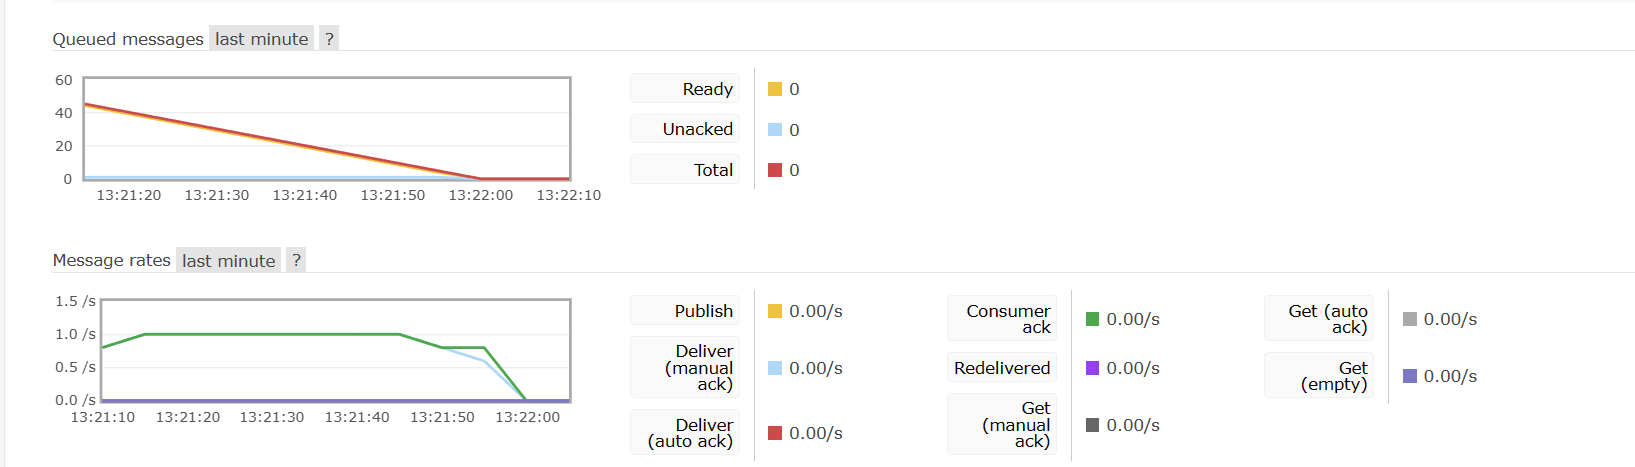 Queued messages last minute ?
60
40
20
0
13:21:20 13:21:30 13:21:40 13:21:50 13:22:00 13:22:10
Ready 0
Unacked 0
Total 0
Message rates last minute ?
1.5 /s
1.0 /s
0.5 /s
0.0 /s
13:21:10 13:21:20 13:21:30 13:21:40 13:21:50 13:22:00
Publish 0.00/s
Deliver
(manual
ack) 0.00/s
Deliver
(auto ack) 0.00/s
Consumer
ack 0.00/s
Redelivered 0.00/s
Get
(manual
ack) 0.00/s
Get (auto
ack) 0.00/s
Get
(empty) 0.00/s